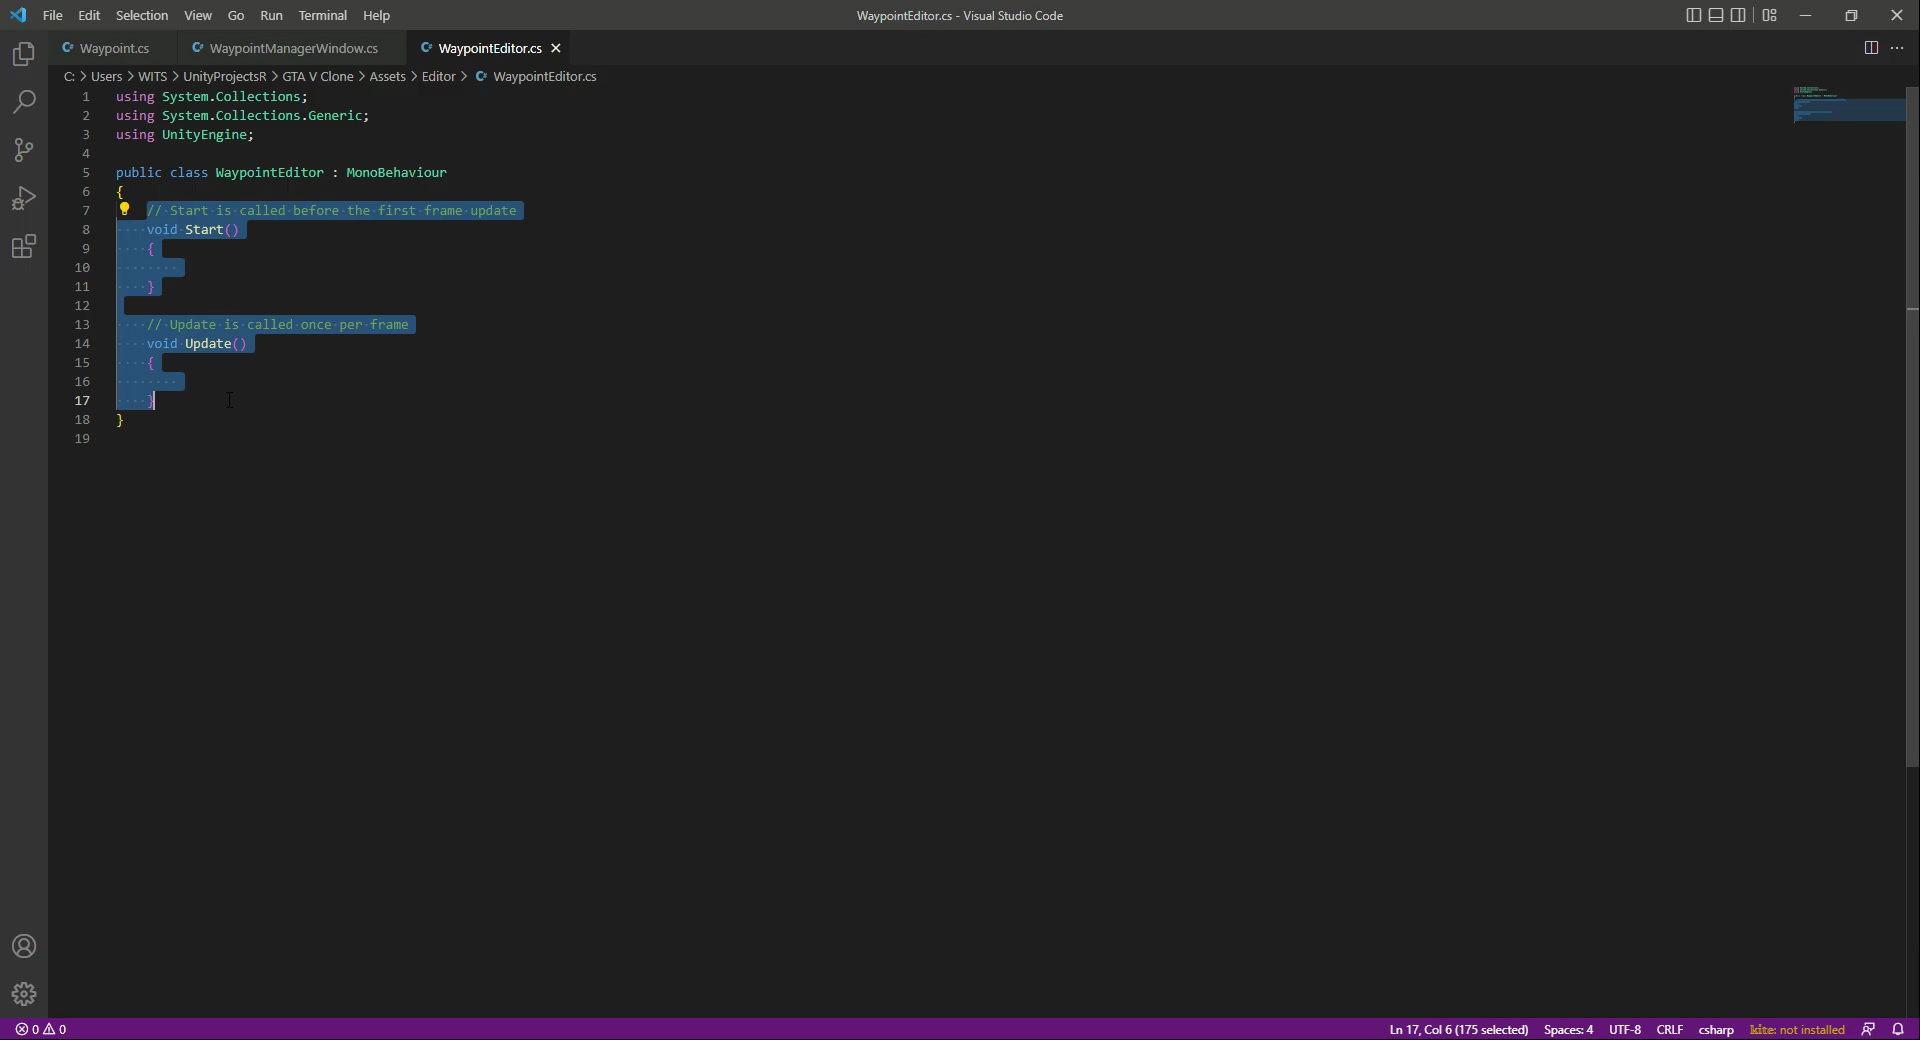 File Edit Selection View Go Run Terminal Help
WaypointEditor.cs - Visual Studio Code
Waypoint.cs
WaypointManagerWindow.cs
WaypointEditor.cs
C: > Users > WITS > UnityProjectsR > GTA V Clone > Assets > Editor > WaypointEditor.cs
1 using System.Collections;
2 using System.Collections.Generic;
3 using UnityEngine;
4
5 public class WaypointEditor : MonoBehaviour
6 {
7 // Start is called before the first frame update
8 void Start()
9 {
10
11 }
12
13 // Update is called once per frame
14 void Update()
15 {
16
17 }
18 }
19
0 0 Ln 17, Col 6 (175 selected) Spaces: 4 UTF-8 CRLF csharp kite: not installed